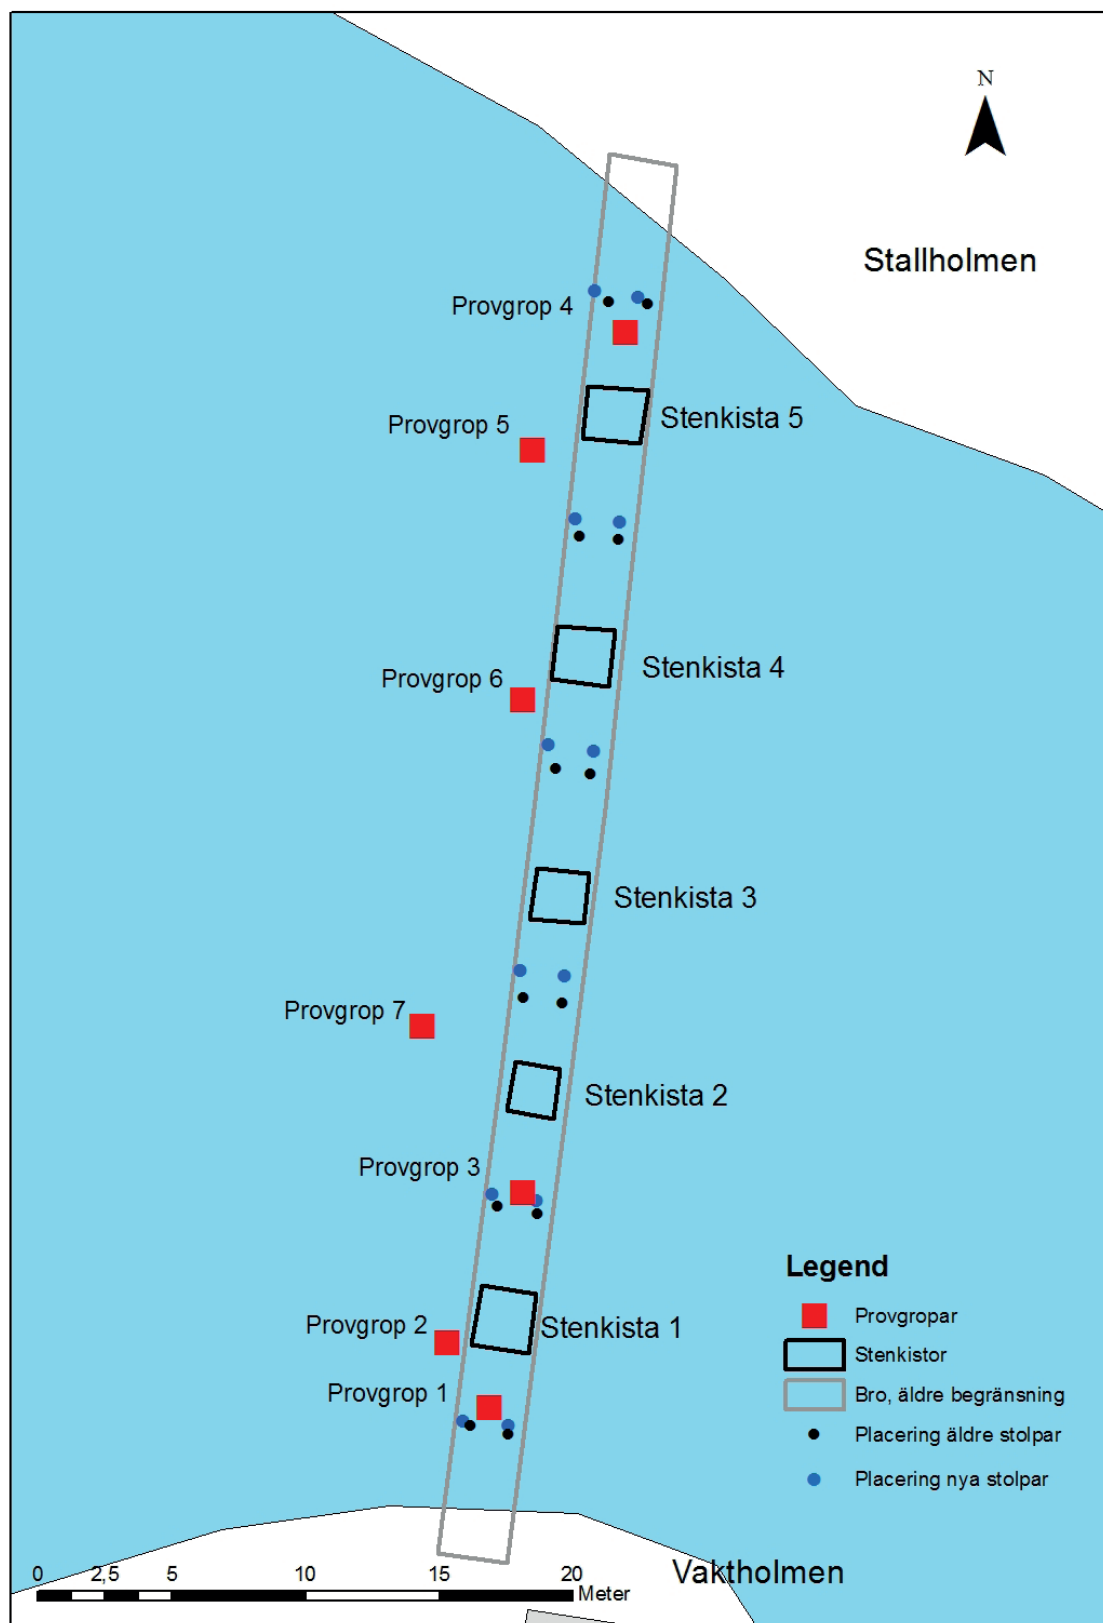 N
Stallholmen
Provgrop 4
Stenkista 5
Provgrop 5
Stenkista 4
Provgrop 6
Stenkista 3
Provgrop 7
Stenkista 2
Provgrop 3
Legend
Provgropar
Stenkistor
Bro, äldre begränsning
Placering äldre stolpar
Placering nya stolpar
Provgrop 2
Stenkista 1
Provgrop 1
Vaktholmen
0 2,5 5 10 15 20
Meter